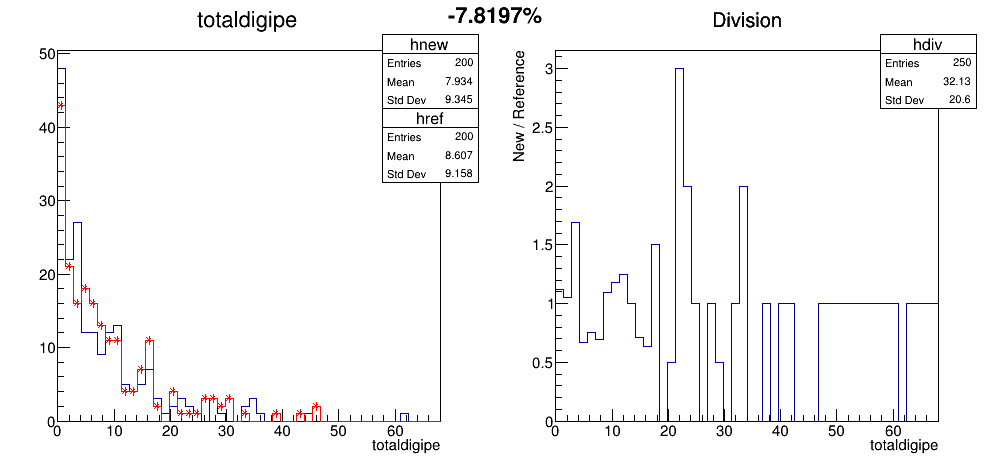 -7.8197%
totaldigipe
hnew
Entries 200
Mean 7.934
Std Dev 9.345
href
Entries 200
Mean 8.607
Std Dev 9.158
50
40
30
20
10
0
0 10 20 30 40 50 60
totaldigipe
Division
hdiv
Entries 250
Mean 32.13
Std Dev 20.6
New / Reference
3
2.5
2
1.5
1
0.5
0
0 10 20 30 40 50 60
totaldigipe